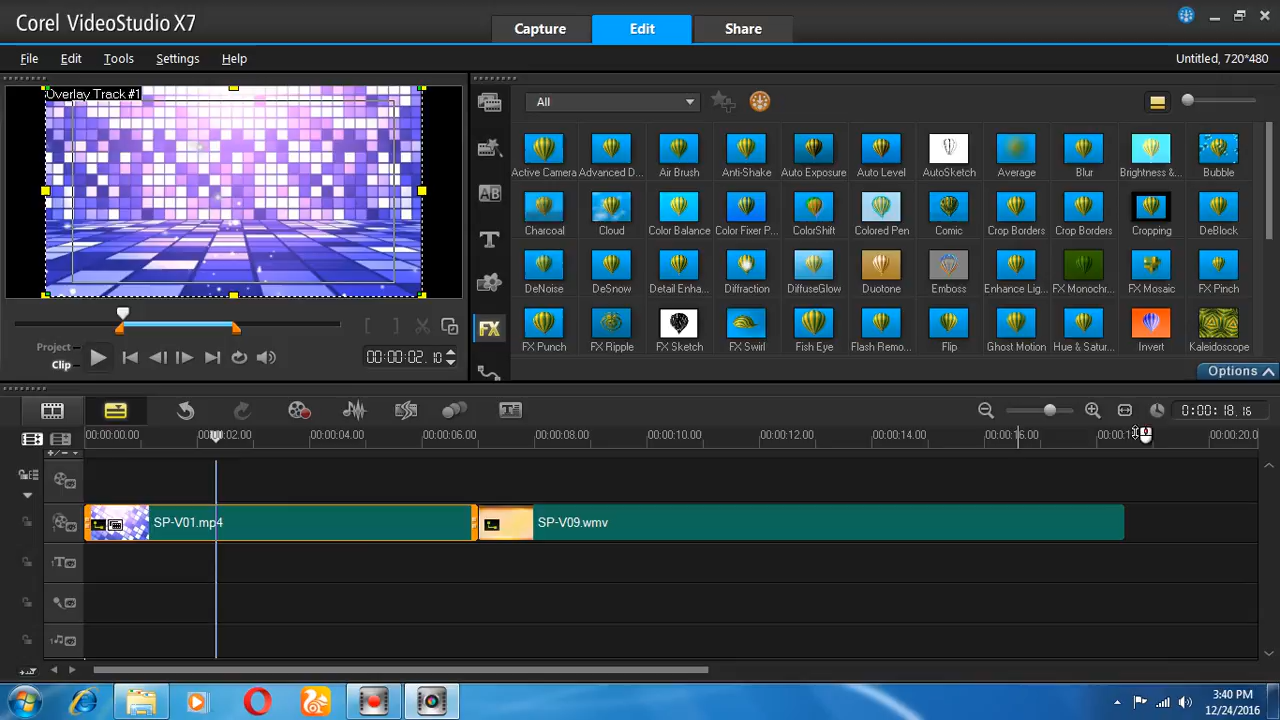 Corel VideoStudio X7
Capture
Edit
Share
File
Edit
Tools
Settings
Help
Untitled, 720*480
Overlay Track #1
All
Active Camera
Advanced D...
Air Brush
Anti-Shake
Auto Exposure
Auto Level
AutoSketch
Average
Blur
Brightness &...
Bubble
Charcoal
Cloud
Color Balance
Color Fixer P...
ColorShift
Colored Pen
Comic
Crop Borders
Crop Borders
Cropping
DeBlock
DeNoise
DeSnow
Detail Enha...
Diffraction
DiffuseGlow
Duotone
Emboss
Enhance Lig...
FX Monochr...
FX Mosaic
FX Pinch
FX Punch
FX Ripple
FX Sketch
FX Swirl
Fish Eye
Flash Remo...
Flip
Ghost Motion
Hue & Satur...
Invert
Kaleidoscope
AB
T
FX
Project
Clip
00:00:02. 10
Options
0:00: 18. 16
00:00:00.00
00:00:02.00
00:00:04.00
00:00:06.00
00:00:08.00
00:00:10.00
00:00:12.00
00:00:14.00
00:00:16.00
00:00:20.0
SP-V01.mp4
SP-V09.wmv
3:40 PM
12/24/2016